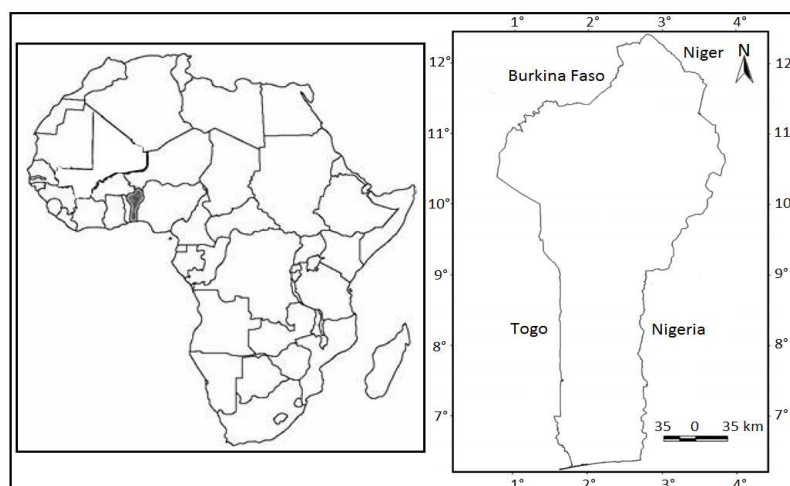 1° 2° 3° 4°
12° 12°
Niger N
Burkina Faso
11° 11°
10° 10°
9° 9°
Togo Nigeria
8° 8°
7° 7°
35 0 35 km
1° 2° 3° 4°